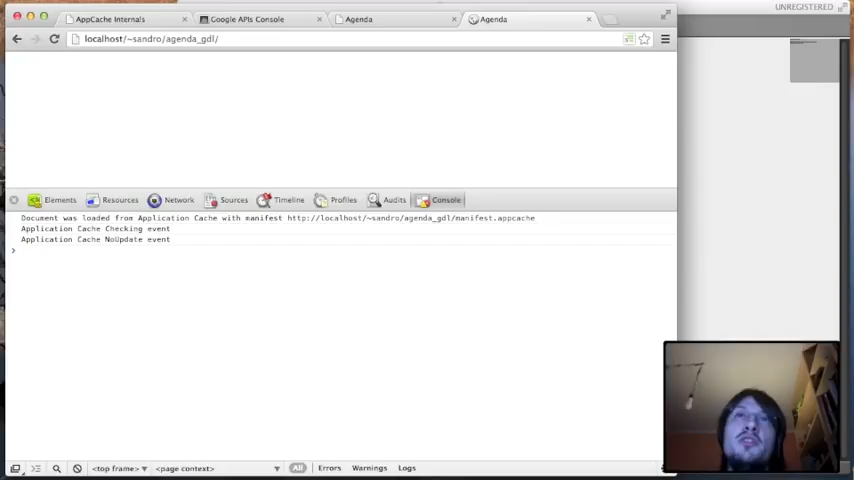 UNREGISTERED
AppCache Internals
Google APIs Console
Agenda
Agenda
localhost/~sandro/agenda_gdl/
Elements
Resources
Network
Sources
Timeline
Profiles
Audits
Console
Document was loaded from Application Cache with manifest http://localhost/~sandro/agenda_gdl/manifest.appcache
Application Cache Checking event
Application Cache NoUpdate event
<top frame>
<page context>
All
Errors
Warnings
Logs